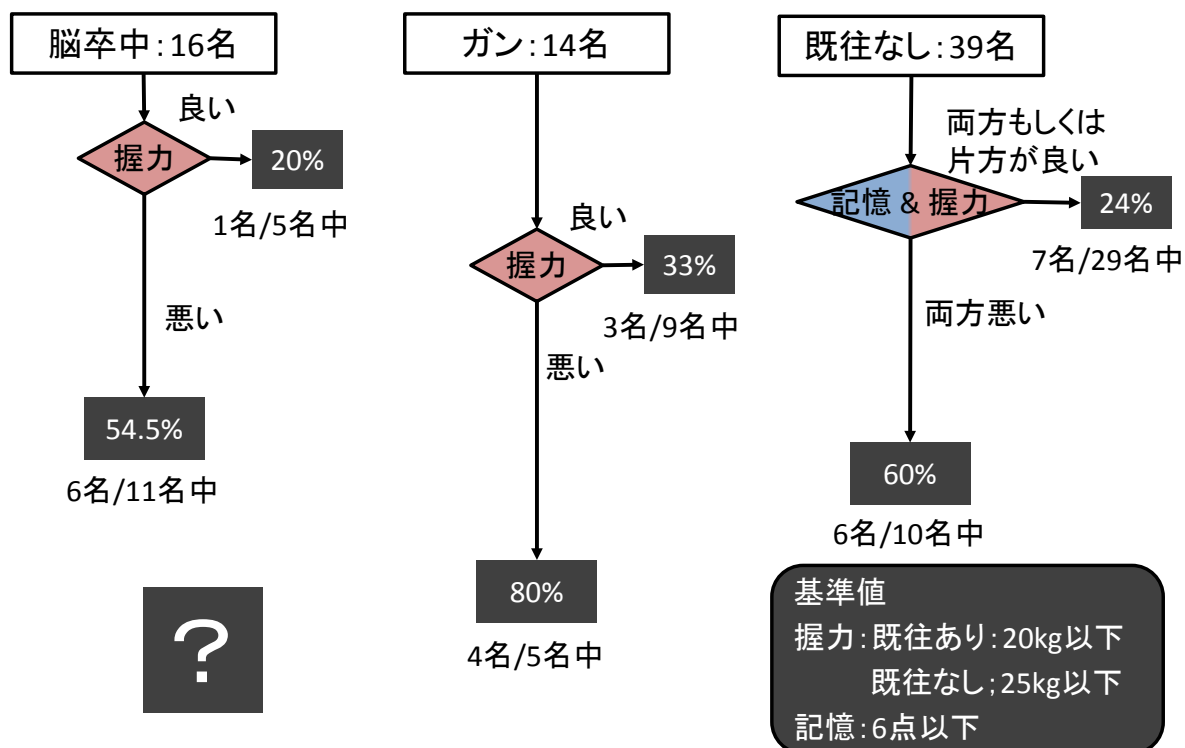 脳卒中：16名
良い
握力
20%
1名/5名中
悪い
54.5%
6名/11名中
?
ガン：14名
良い
握力
33%
3名/9名中
悪い
80%
4名/5名中
既往なし：39名
両方もしくは
片方が良い
記憶 & 握力
24%
7名/29名中
両方悪い
60%
6名/10名中
基準値
握力：既往あり：20kg以下
既往なし；25kg以下
記憶：6点以下